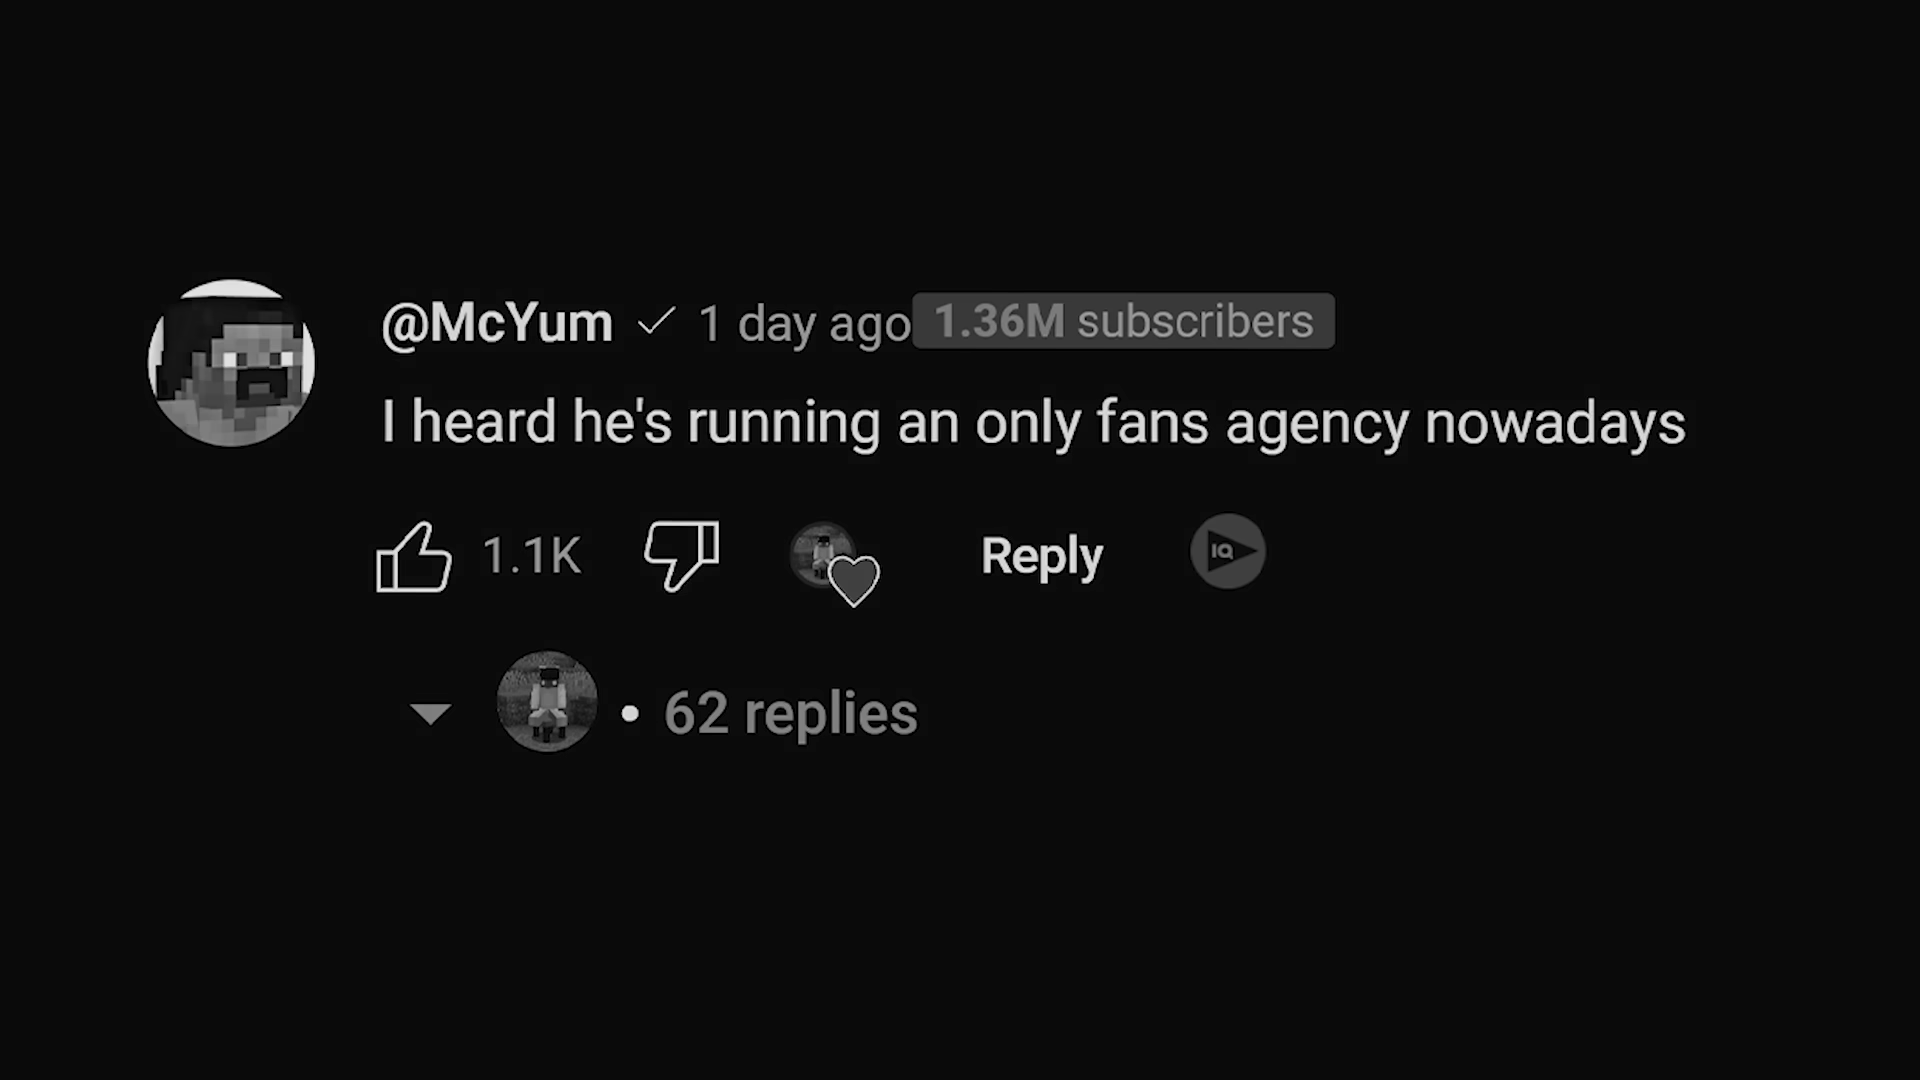 @McYum 1 day ago 1.36M subscribers
I heard he's running an only fans agency nowadays
1.1K Reply IQ
• 62 replies